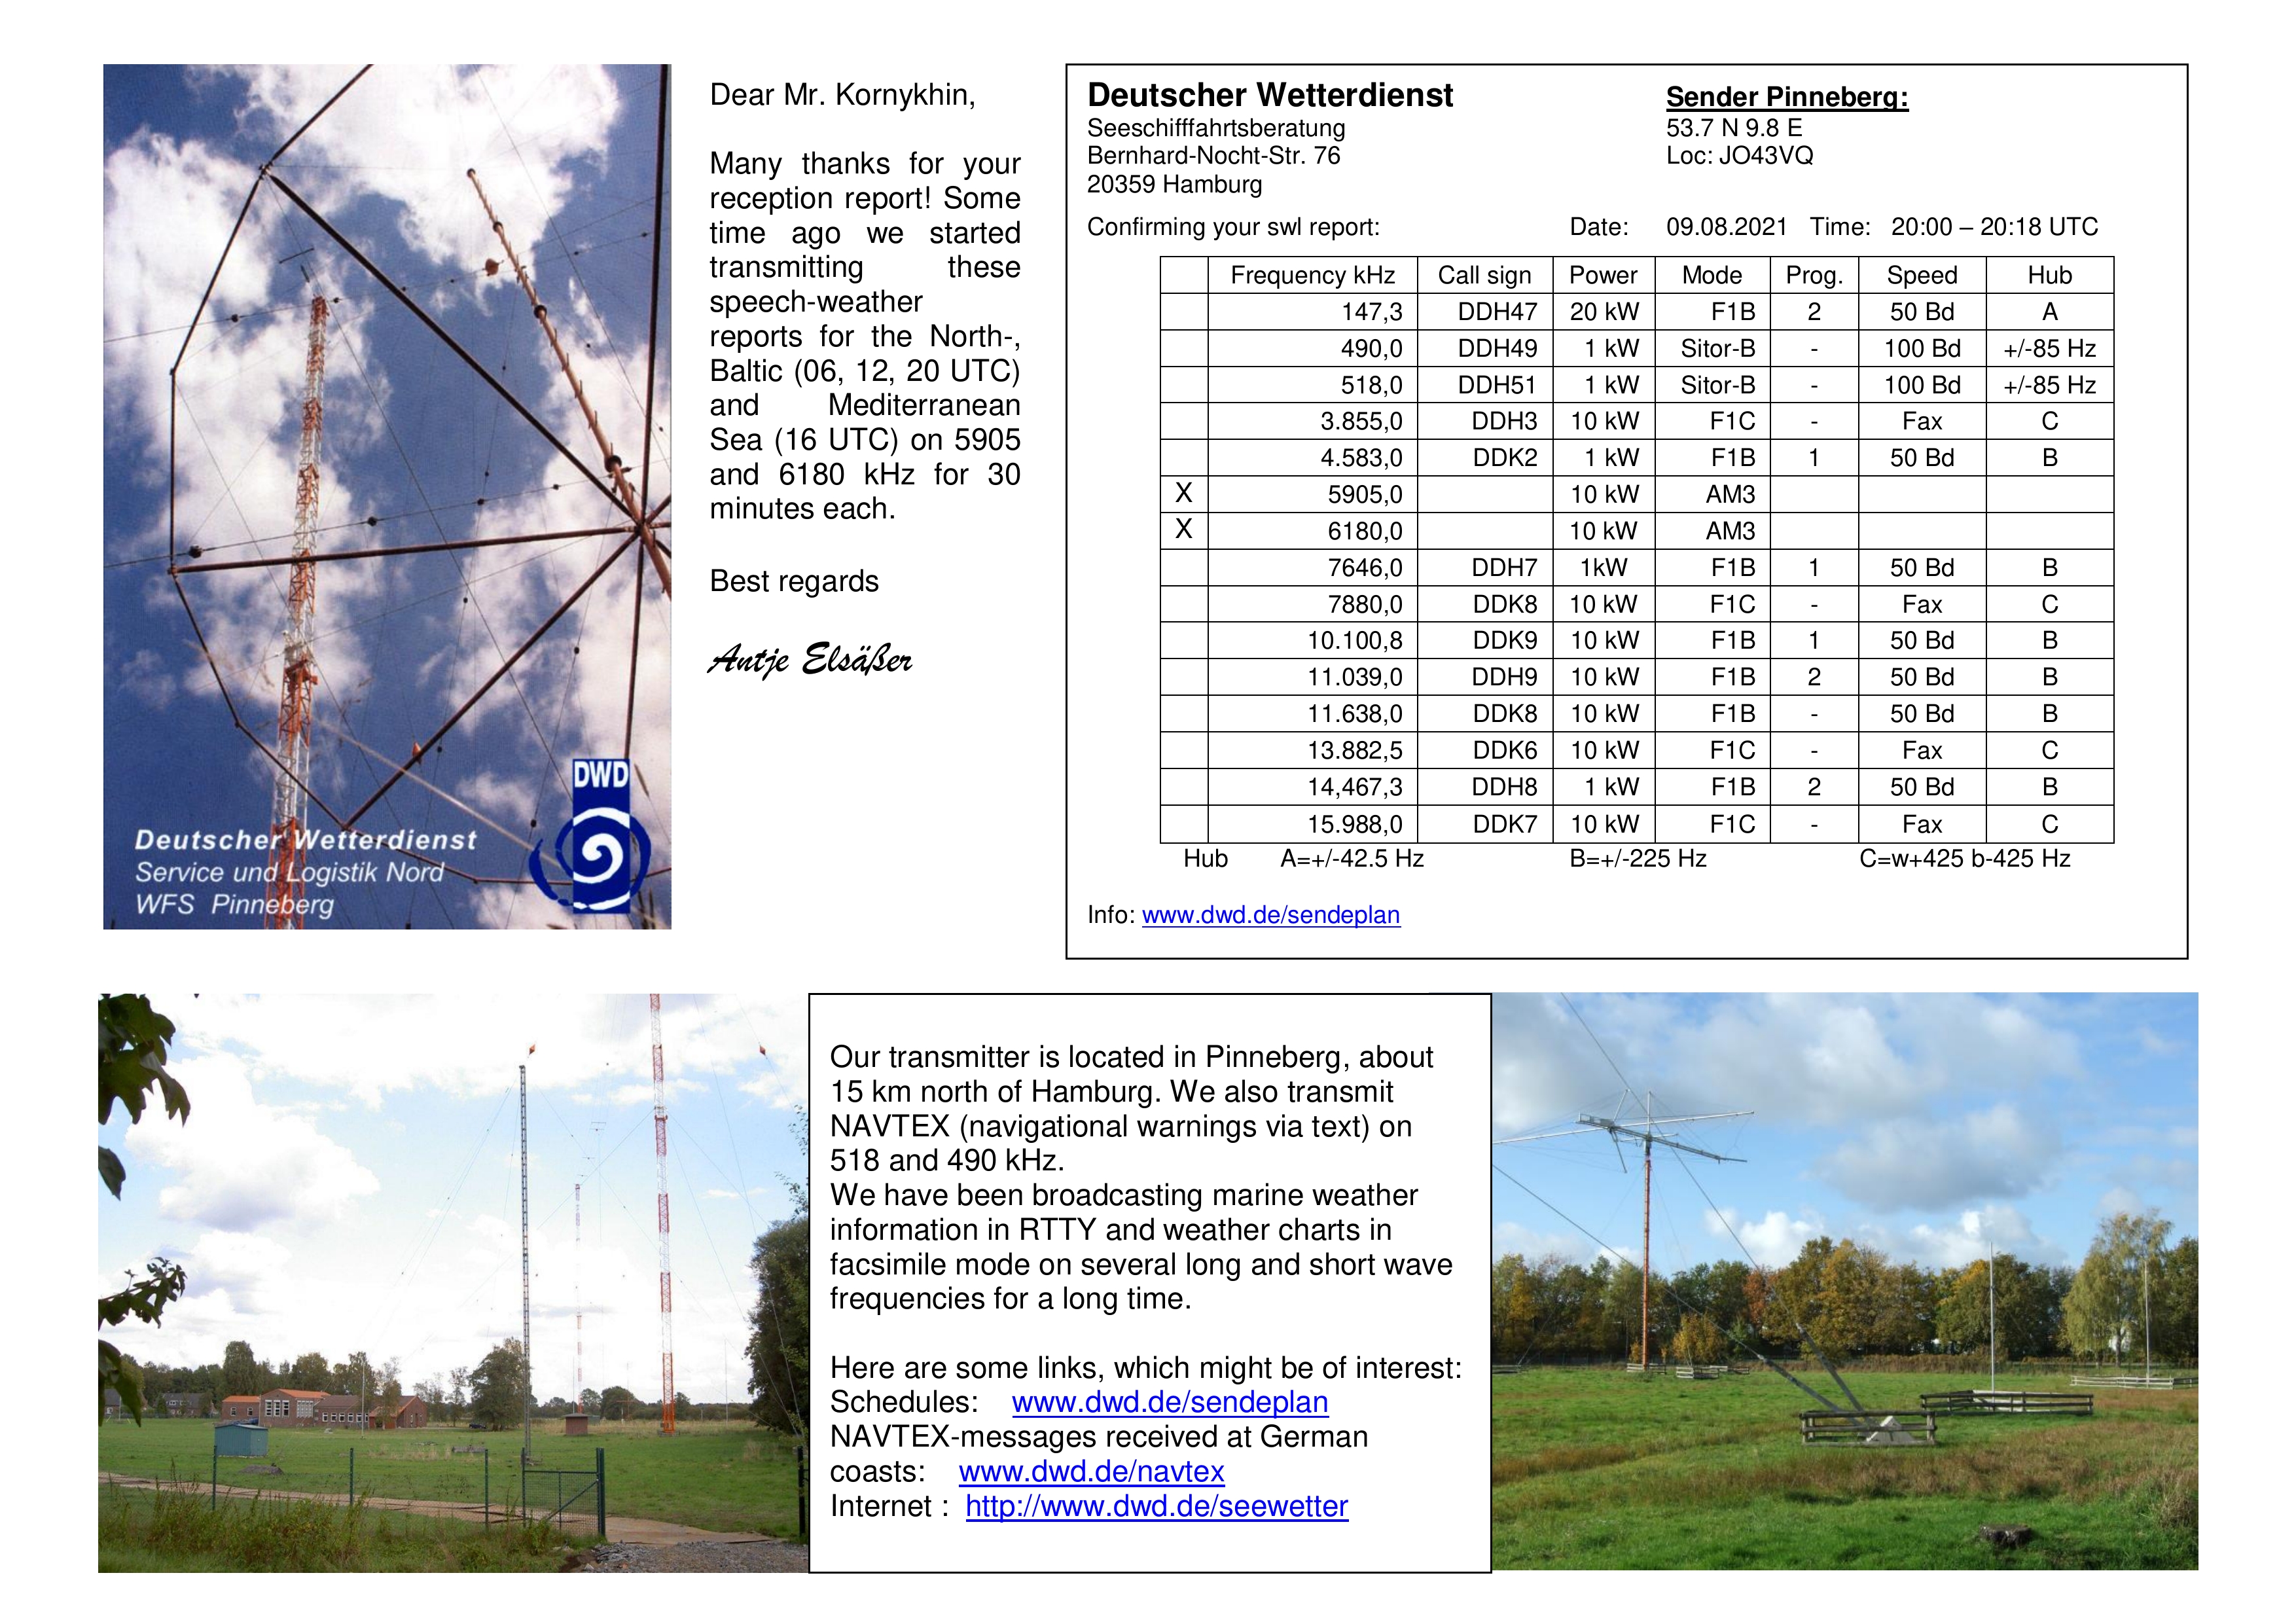 Dear Mr. Kornykhin,
Many thanks for your
reception report! Some
time ago we started
transmitting these
speech-weather
reports for the North-,
Baltic (06, 12, 20 UTC)
and Mediterranean
Sea (16 UTC) on 5905
and 6180 kHz for 30
minutes each.
Best regards
Antje Elsäßer
DWD
Deutscher Wetterdienst
Service und Logistik Nord
WFS Pinneberg
Deutscher Wetterdienst
Seeschifffahrtsberatung
Bernhard-Nocht-Str. 76
20359 Hamburg
Sender Pinneberg:
53.7 N 9.8 E
Loc: JO43VQ
Confirming your swl report: Date: 09.08.2021 Time: 20:00 – 20:18 UTC
Frequency kHz Call sign Power Mode Prog. Speed Hub
147,3 DDH47 20 kW F1B 2 50 Bd A
490,0 DDH49 1 kW Sitor-B - 100 Bd +/-85 Hz
518,0 DDH51 1 kW Sitor-B - 100 Bd +/-85 Hz
3.855,0 DDH3 10 kW F1C - Fax C
4.583,0 DDK2 1 kW F1B 1 50 Bd B
X 5905,0 10 kW AM3
X 6180,0 10 kW AM3
7646,0 DDH7 1kW F1B 1 50 Bd B
7880,0 DDK8 10 kW F1C - Fax C
10.100,8 DDK9 10 kW F1B 1 50 Bd B
11.039,0 DDH9 10 kW F1B 2 50 Bd B
11.638,0 DDK8 10 kW F1B - 50 Bd B
13.882,5 DDK6 10 kW F1C - Fax C
14,467,3 DDH8 1 kW F1B 2 50 Bd B
15.988,0 DDK7 10 kW F1C - Fax C
Hub A=+/-42.5 Hz B=+/-225 Hz C=w+425 b-425 Hz
Info: www.dwd.de/sendeplan
Our transmitter is located in Pinneberg, about
15 km north of Hamburg. We also transmit
NAVTEX (navigational warnings via text) on
518 and 490 kHz.
We have been broadcasting marine weather
information in RTTY and weather charts in
facsimile mode on several long and short wave
frequencies for a long time.
Here are some links, which might be of interest:
Schedules: www.dwd.de/sendeplan
NAVTEX-messages received at German
coasts: www.dwd.de/navtex
Internet : http://www.dwd.de/seewetter